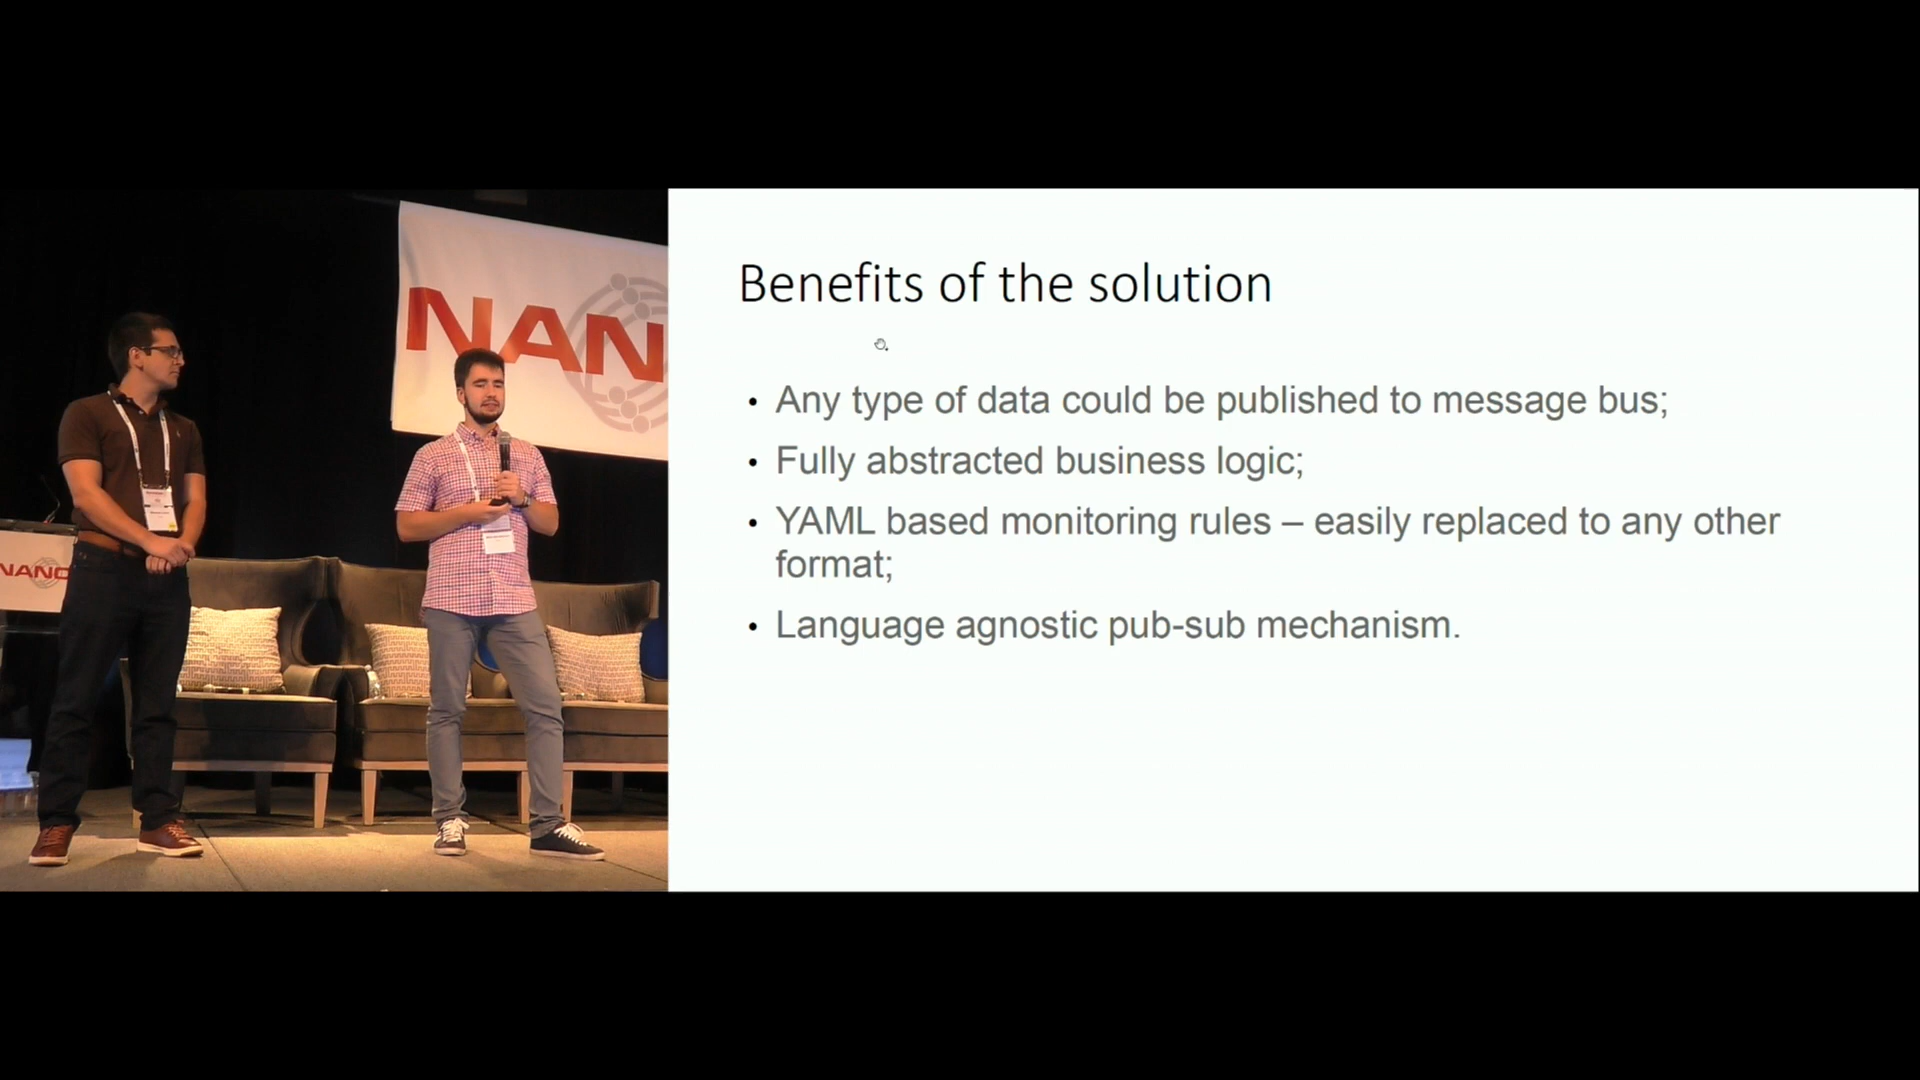 NAN
NANO
Benefits of the solution
• Any type of data could be published to message bus;
• Fully abstracted business logic;
• YAML based monitoring rules – easily replaced to any other
format;
• Language agnostic pub-sub mechanism.